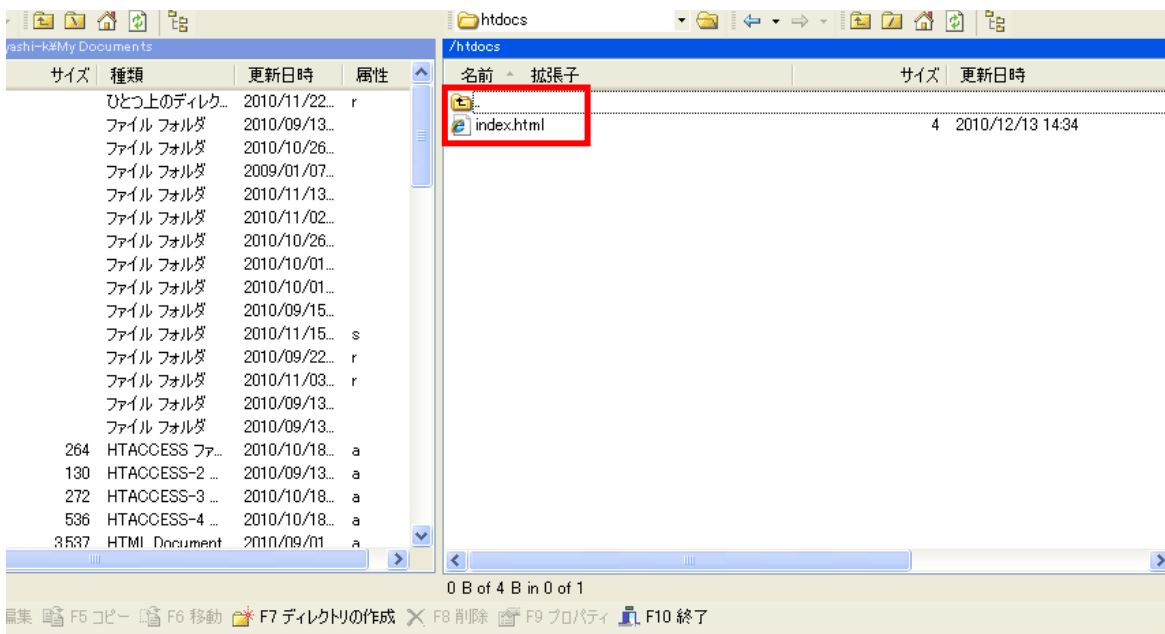 htdocs
yashi-k¥My Documents
/htdocs
サイズ 種類 更新日時 属性
名前 拡張子 サイズ 更新日時
ひとつ上のディレク... 2010/11/22... r
..
ファイル フォルダ 2010/09/13...
index.html 4 2010/12/13 14:34
ファイル フォルダ 2010/10/26...
ファイル フォルダ 2009/01/07...
ファイル フォルダ 2010/11/13...
ファイル フォルダ 2010/11/02...
ファイル フォルダ 2010/10/26...
ファイル フォルダ 2010/10/01...
ファイル フォルダ 2010/10/01...
ファイル フォルダ 2010/09/15...
ファイル フォルダ 2010/11/15... s
ファイル フォルダ 2010/09/22... r
ファイル フォルダ 2010/11/03... r
ファイル フォルダ 2010/09/13...
ファイル フォルダ 2010/09/13...
264 HTACCESS ファ... 2010/10/18... a
130 HTACCESS-2 ... 2010/09/13... a
272 HTACCESS-3 ... 2010/10/18... a
536 HTACCESS-4 ... 2010/10/18... a
3537 HTML Document 2010/09/01 a
0 B of 4 B in 0 of 1
編集 F5 コピー F6 移動 F7 ディレクトリの作成 F8 削除 F9 プロパティ F10 終了